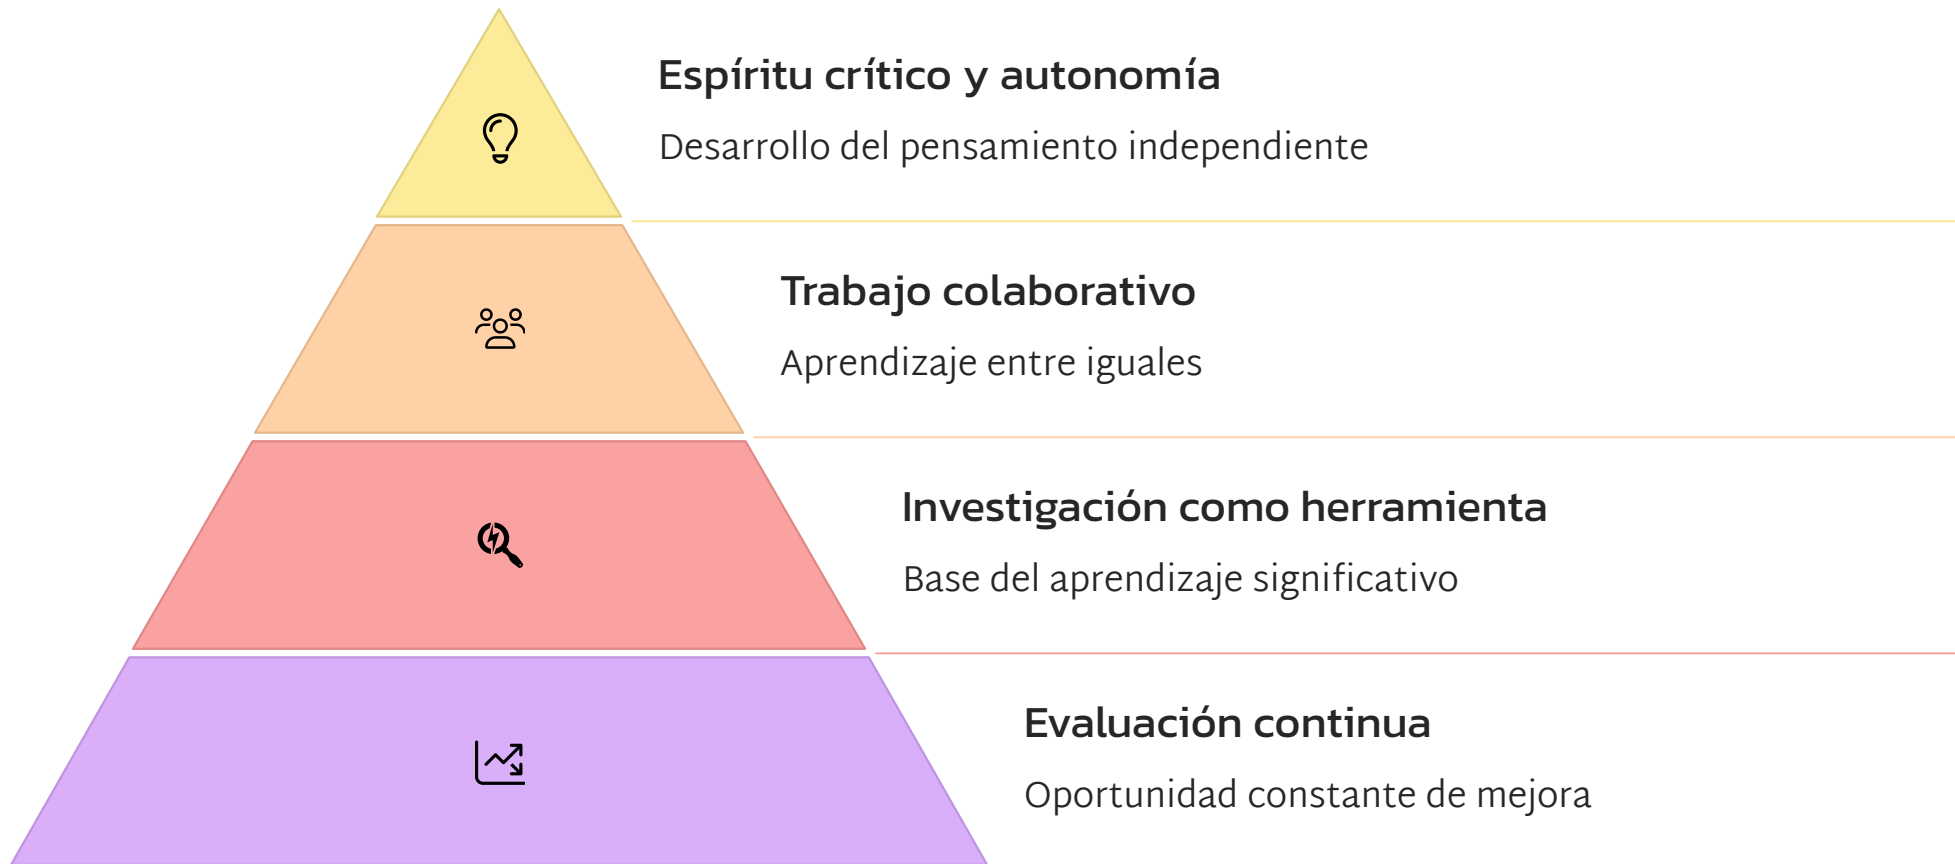 Espíritu crítico y autonomía
Desarrollo del pensamiento independiente
Trabajo colaborativo
Aprendizaje entre iguales
Investigación como herramienta
Base del aprendizaje significativo
Evaluación continua
Oportunidad constante de mejora